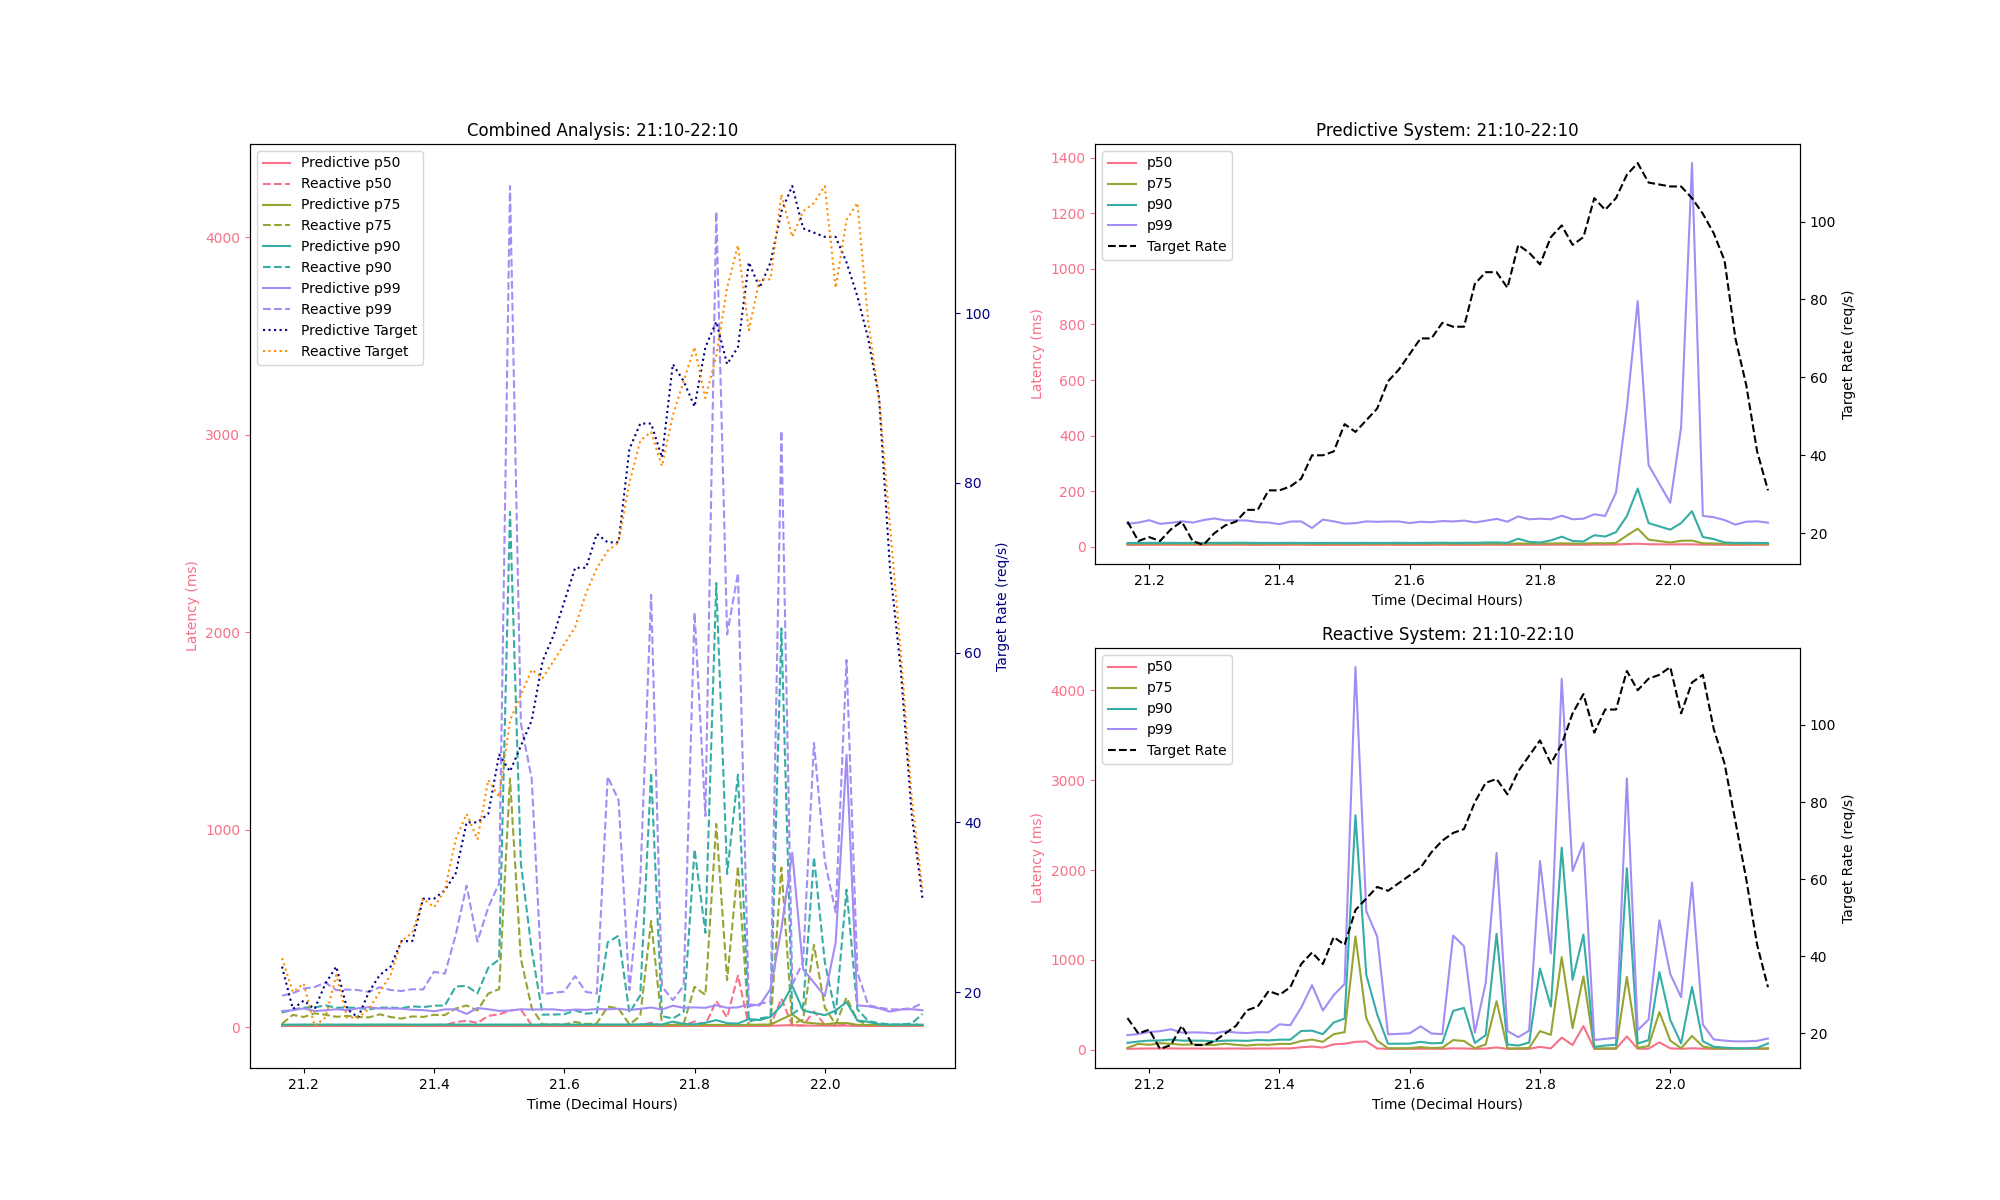 Combined Analysis: 21:10-22:10
Predictive p50
Reactive p50
Predictive p75
Reactive p75
Predictive p90
Reactive p90
Predictive p99
Reactive p99
Predictive Target
Reactive Target
4000
3000
2000
1000
0
Latency (ms)
100
80
60
40
20
Target Rate (req/s)
21.2 21.4 21.6 21.8 22.0
Time (Decimal Hours)
Predictive System: 21:10-22:10
p50
p75
p90
p99
Target Rate
1400
1200
1000
800
600
400
200
0
Latency (ms)
100
80
60
40
20
Target Rate (req/s)
21.2 21.4 21.6 21.8 22.0
Time (Decimal Hours)
Reactive System: 21:10-22:10
p50
p75
p90
p99
Target Rate
4000
3000
2000
1000
0
Latency (ms)
100
80
60
40
20
Target Rate (req/s)
21.2 21.4 21.6 21.8 22.0
Time (Decimal Hours)